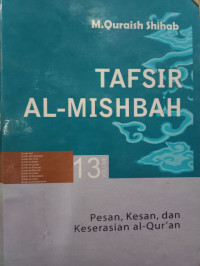 M.Quraish Shihab
TAFSIR
AL-MISHBAH
13
Pesan, Kesan, dan
Keserasian al-Qur'an